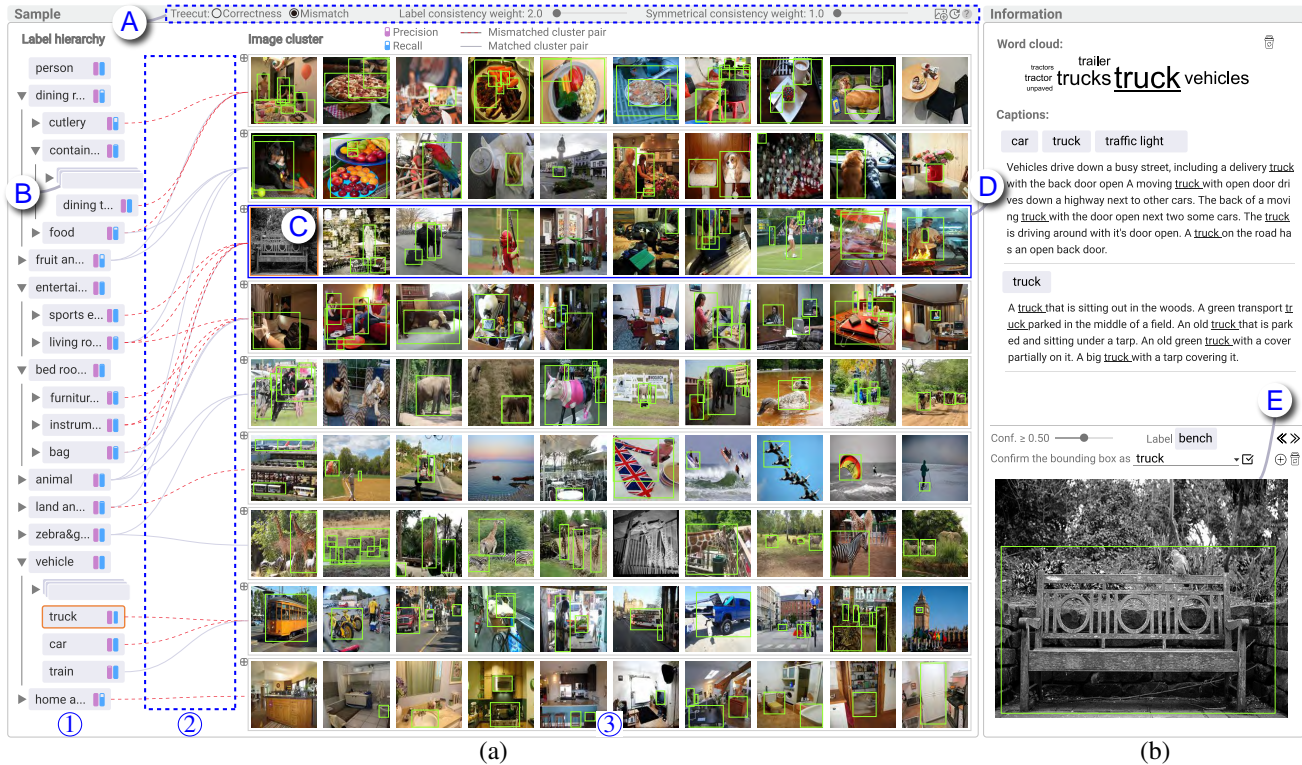 Sample
A
Treecut: Correctness Mismatch Label consistency weight: 2.0 Symmetrical consistency weight: 1.0 ?
Label hierarchy
Image cluster
Precision
Recall
Mismatched cluster pair
Matched cluster pair
person
dining r...
cutlery
contain...
B
dining t...
food
fruit an...
entertai...
sports e...
living ro...
bed roo...
furnitur...
instrum...
bag
animal
land an...
zebra&g...
vehicle
truck
car
train
home a...
C
① ② ③
(a)
Information
Word cloud:
trailer
tractors
tractor
unpaved
trucks truck vehicles
Captions:
car truck traffic light
D
Vehicles drive down a busy street, including a delivery truck
with the back door open A moving truck with open door dri
ves down a highway next to other cars. The back of a movi
ng truck with the door open next two some cars. The truck
is driving around with it's door open. A truck on the road ha
s an open back door.
truck
A truck that is sitting out in the woods. A green transport tr
uck parked in the middle of a field. An old truck that is park
ed and sitting under a tarp. An old green truck with a cover
partially on it. A big truck with a tarp covering it.
E
Conf. ≥ 0.50 Label bench
Confirm the bounding box as truck
(b)